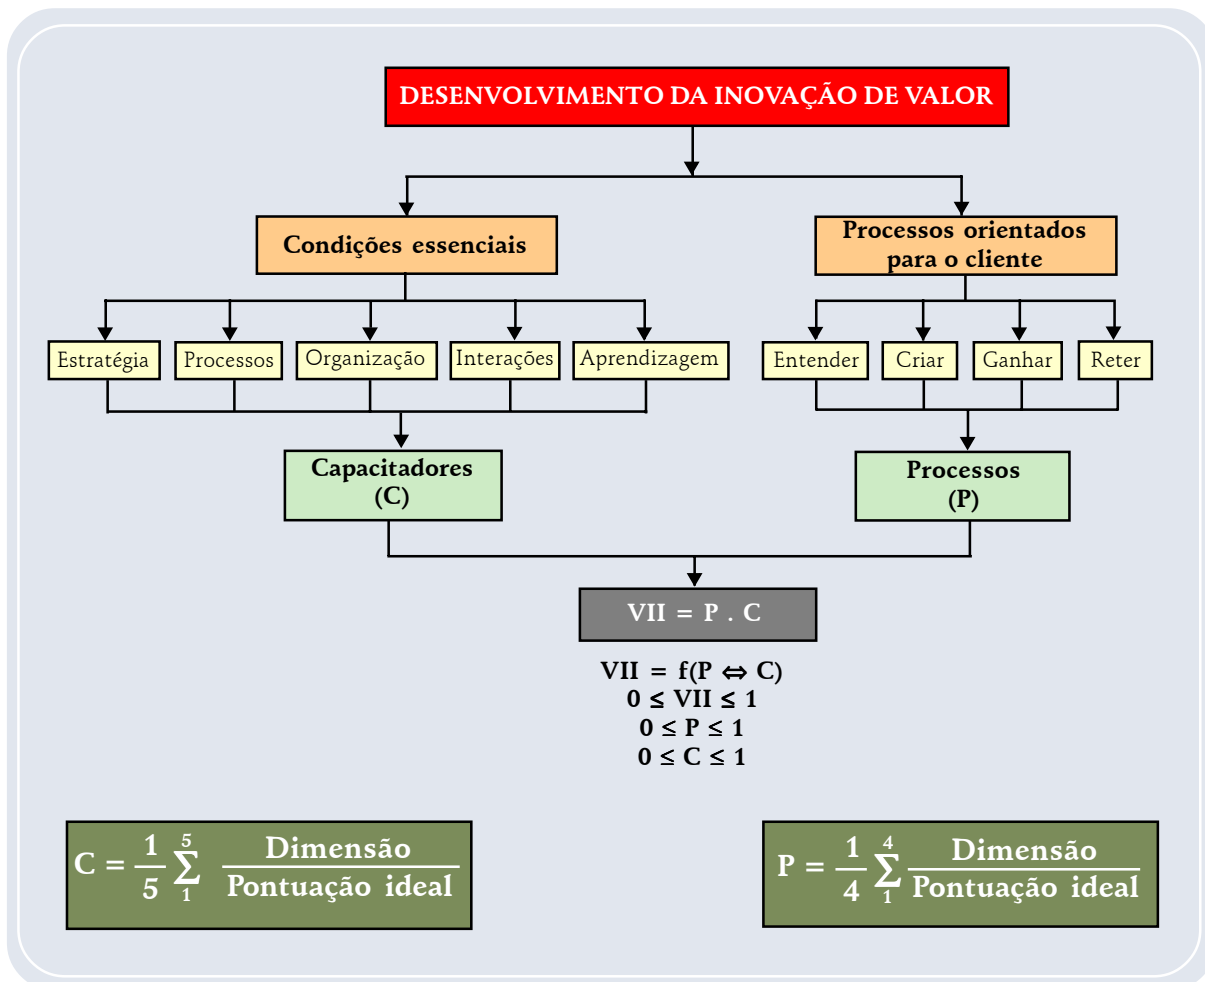 DESENVOLVIMENTO DA INOVAÇÃO DE VALOR
Condições essenciais
Processos orientados
para o cliente
Estratégia
Processos
Organização
Interações
Aprendizagem
Entender
Criar
Ganhar
Reter
Capacitadores
(C)
Processos
(P)
VII = P . C
VII = f(P ⇔ C)
0 ≤ VII ≤ 1
0 ≤ P ≤ 1
0 ≤ C ≤ 1
C = 1/5 5∑1 Dimensão/Pontuação ideal
P = 1/4 4∑1 Dimensão/Pontuação ideal